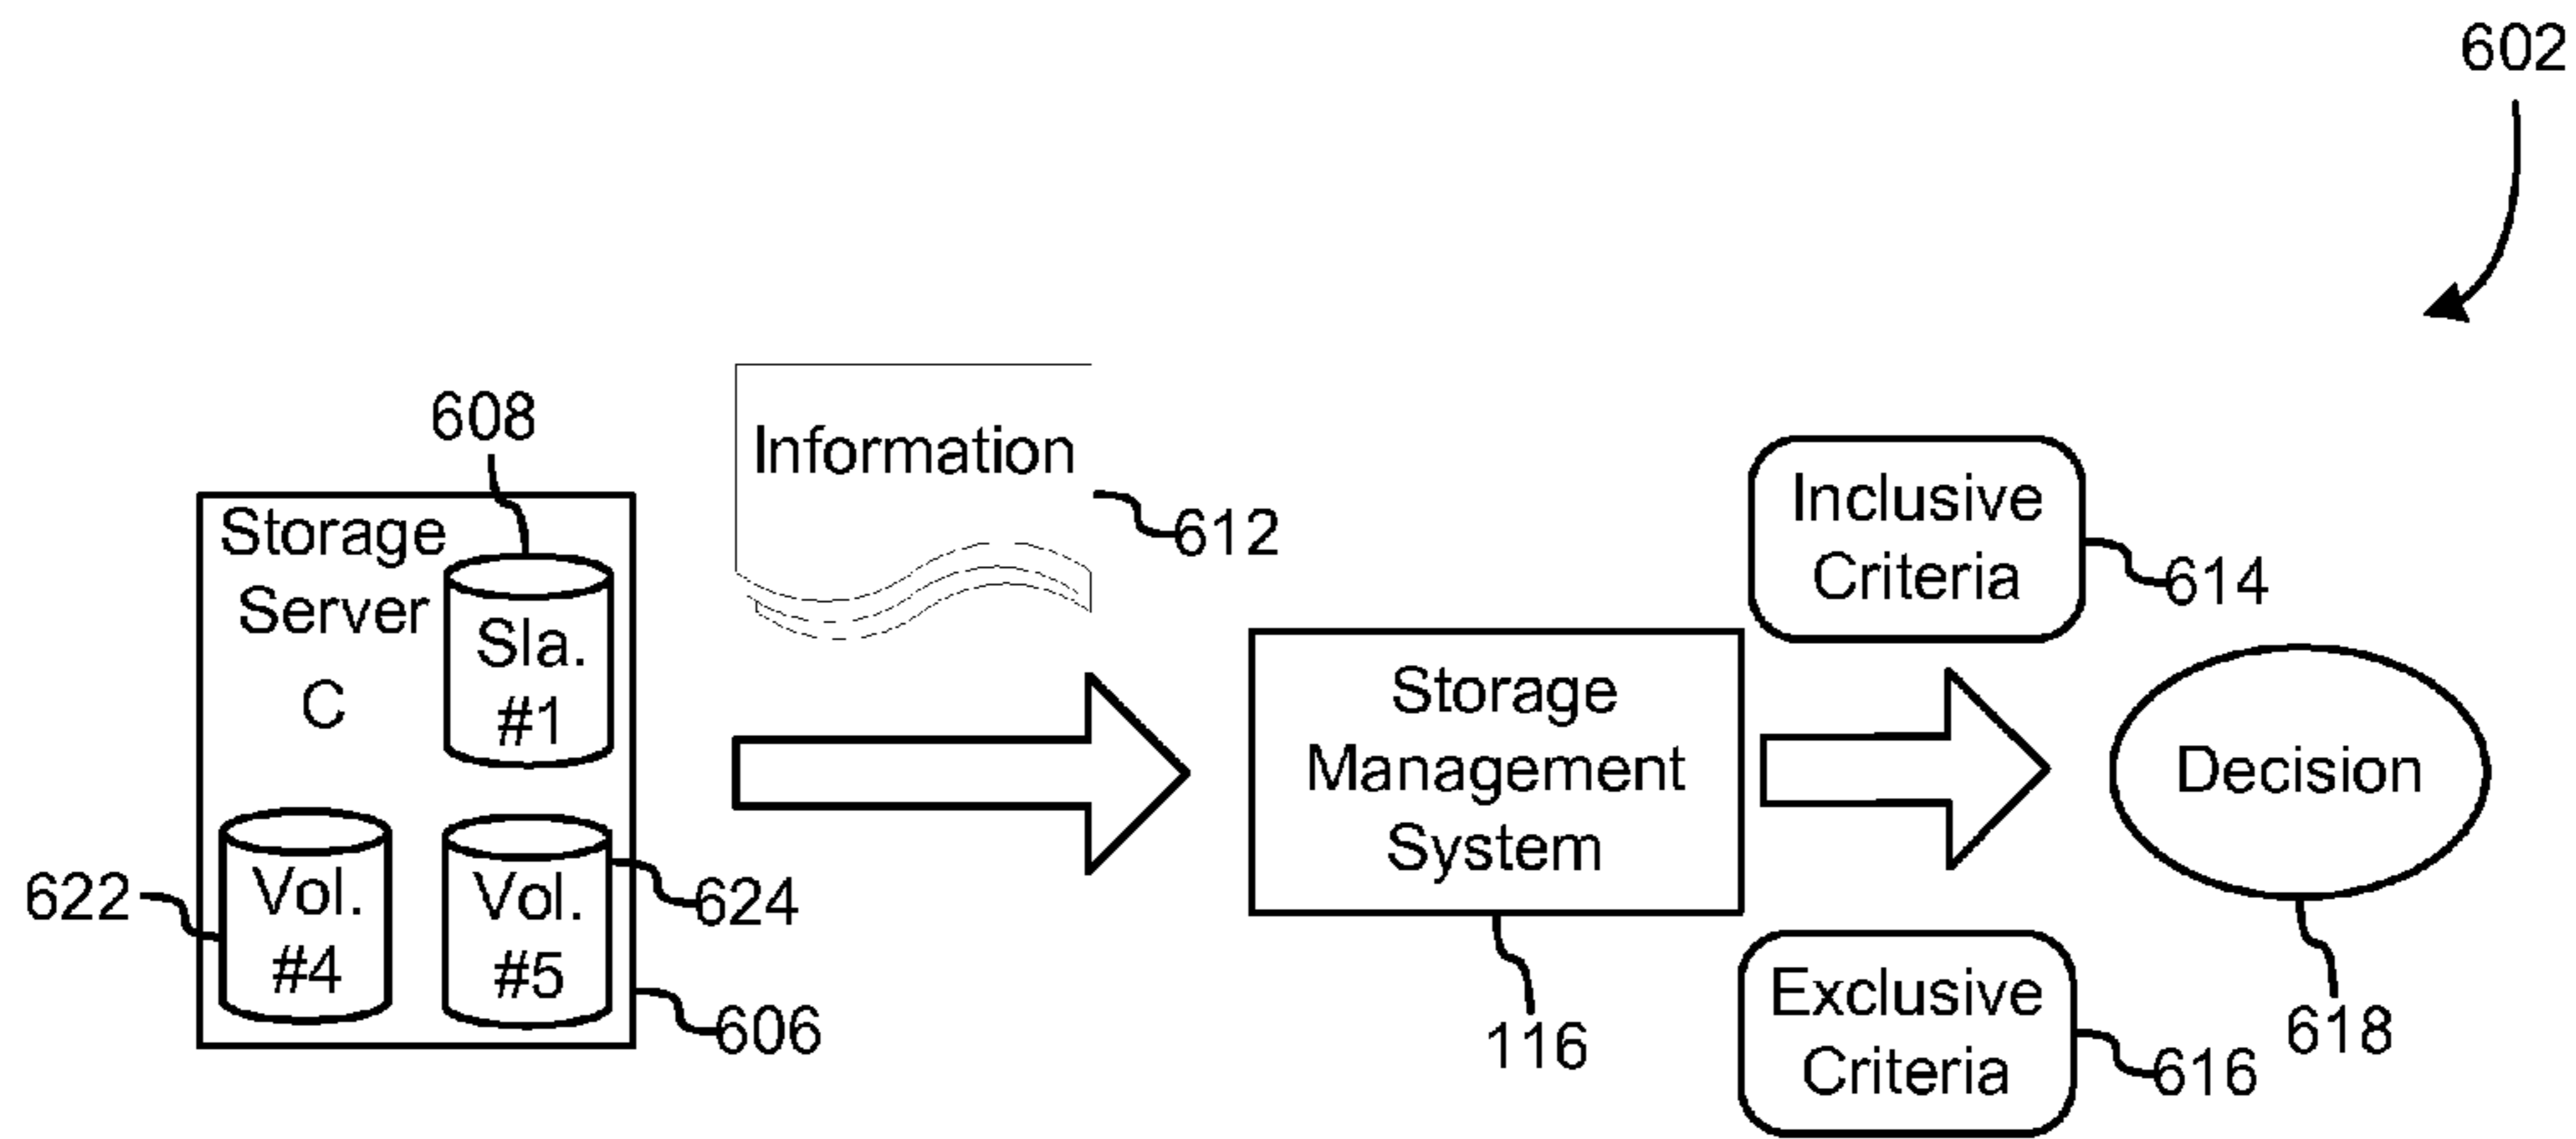 602
608
Storage
Server
C
Sla.
#1
Information
612
Inclusive
Criteria
614
Storage
Management
System
Decision
622
Vol.
#4
Vol.
#5
624
606
116
Exclusive
Criteria
616
618